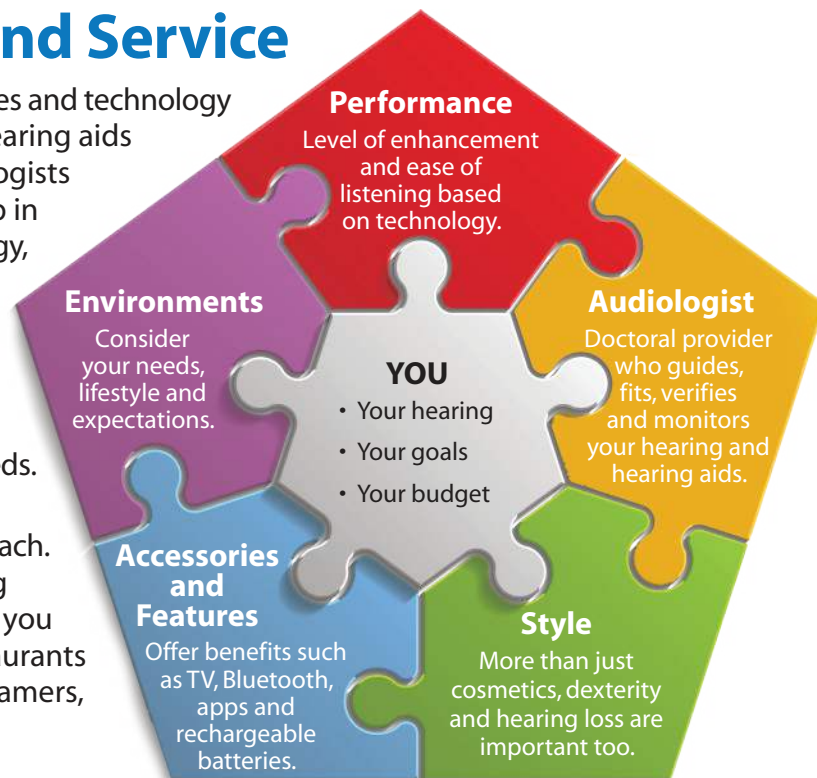 nd Service
es and technology
earing aids
ogists
p in
gy,
ds.
ach.
g
you
aurants
amers,
Performance
Level of enhancement
and ease of
listening based
on technology.
Environments
Consider
your needs,
lifestyle and
expectations.
Audiologist
Doctoral provider
who guides,
fits, verifies
and monitors
your hearing and
hearing aids.
YOU
• Your hearing
• Your goals
• Your budget
Accessories
and
Features
Offer benefits such
as TV, Bluetooth,
apps and
rechargeable
batteries.
Style
More than just
cosmetics, dexterity
and hearing loss are
important too.